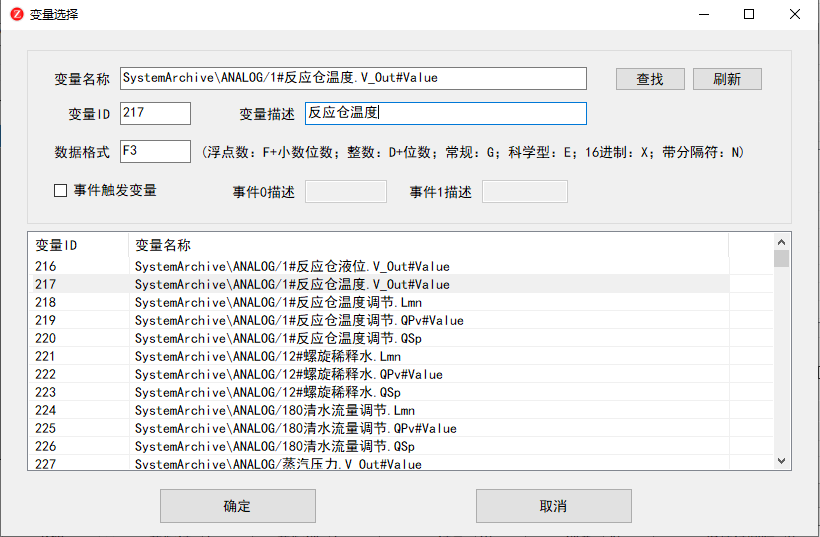 变量选择
变量名称 SystemArchive\ANALOG/1#反应仓温度.V_Out#Value 查找 刷新
变量ID 217 变量描述 反应仓温度
数据格式 F3 (浮点数: F+小数位数; 整数: D+位数; 常规: G; 科学型: E; 16进制: X; 带分隔符: N)
事件触发变量 事件0描述 事件1描述
变量ID 变量名称
216 SystemArchive\ANALOG/1#反应仓液位.V_Out#Value
217 SystemArchive\ANALOG/1#反应仓温度.V_Out#Value
218 SystemArchive\ANALOG/1#反应仓温度调节.Lmn
219 SystemArchive\ANALOG/1#反应仓温度调节.QPv#Value
220 SystemArchive\ANALOG/1#反应仓温度调节.QSp
221 SystemArchive\ANALOG/12#螺旋稀释水.Lmn
222 SystemArchive\ANALOG/12#螺旋稀释水.QPv#Value
223 SystemArchive\ANALOG/12#螺旋稀释水.QSp
224 SystemArchive\ANALOG/180清水流量调节.Lmn
225 SystemArchive\ANALOG/180清水流量调节.QPv#Value
226 SystemArchive\ANALOG/180清水流量调节.QSp
227 SystemArchive\ANALOG/蒸汽压力.V_Out#Value
确定 取消